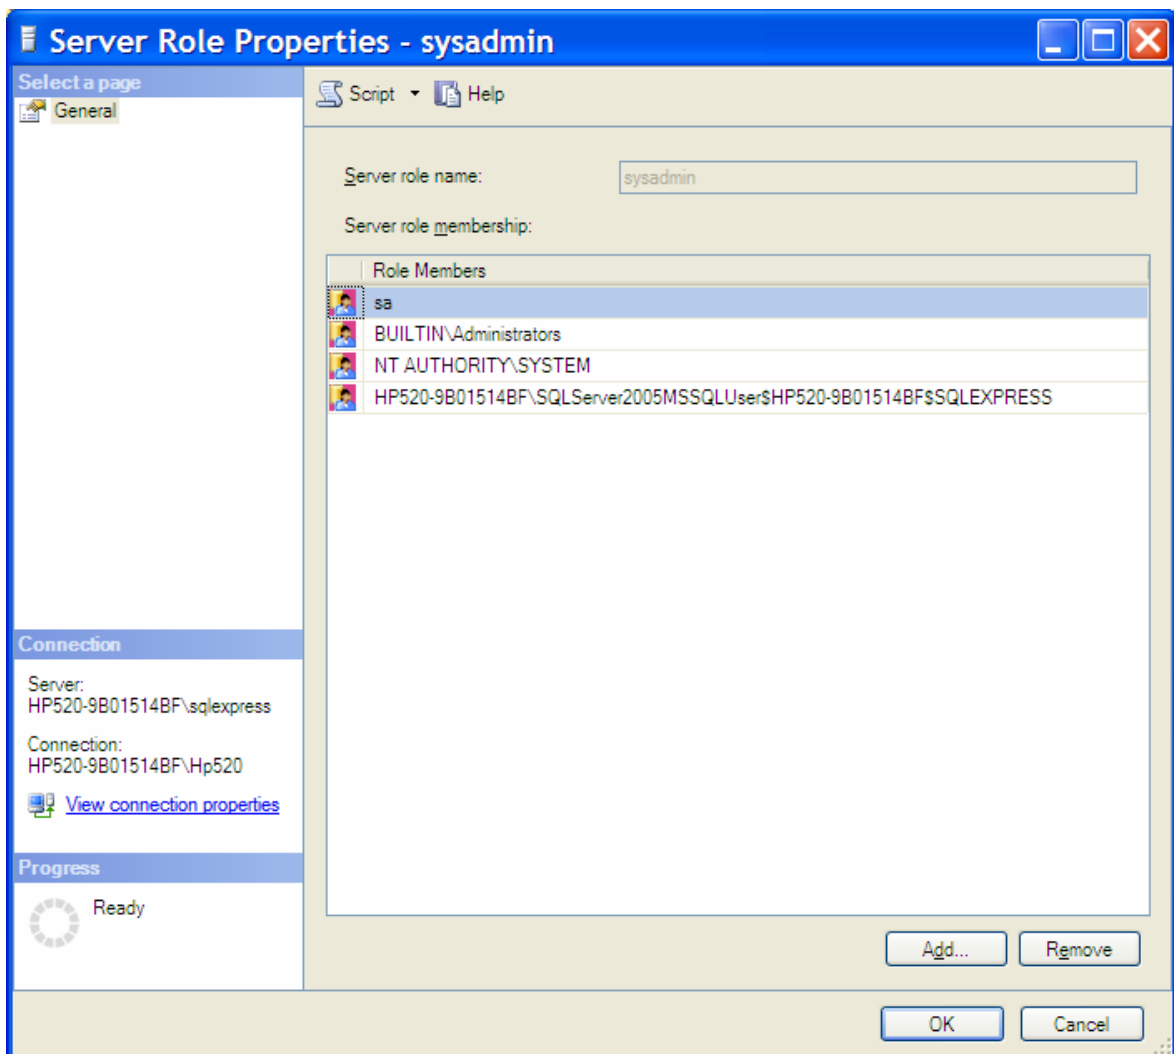 Server Role Properties - sysadmin
Select a page
General
Script
Help
Server role name:
sysadmin
Server role membership:
Role Members
sa
BUILTIN\Administrators
NT AUTHORITY\SYSTEM
HP520-9B01514BF\SQLServer2005MSSQLUser$HP520-9B01514BF$SQLEXPRESS
Connection
Server:
HP520-9B01514BF\sqlexpress
Connection:
HP520-9B01514BF\Hp520
View connection properties
Progress
Ready
Add...
Remove
OK
Cancel